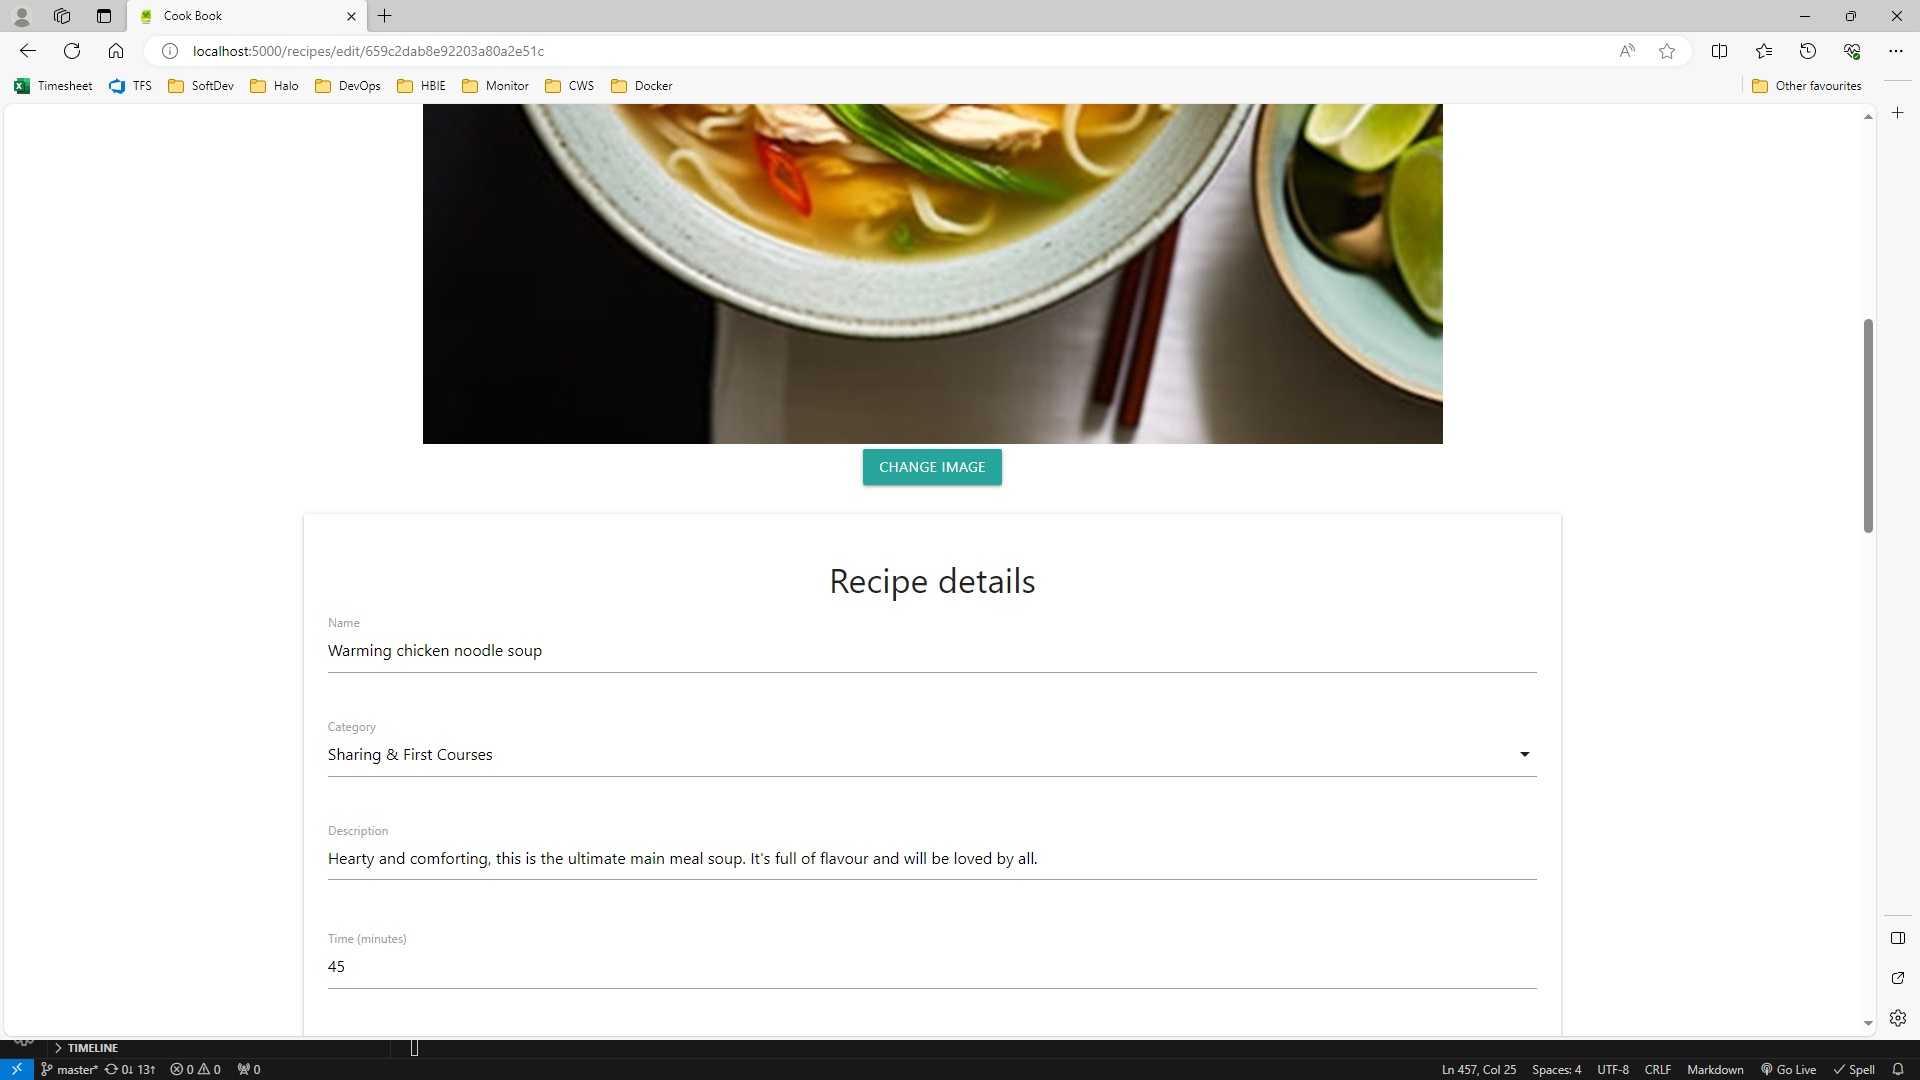 Cook Book
localhost:5000/recipes/edit/659c2dab8e92203a80a2e51c
Timesheet TFS SoftDev Halo DevOps HBIE Monitor CWS Docker Other favourites
CHANGE IMAGE
Recipe details
Name
Warming chicken noodle soup
Category
Sharing & First Courses
Description
Hearty and comforting, this is the ultimate main meal soup. It's full of flavour and will be loved by all.
Time (minutes)
45
TIMELINE
master* 0↓ 13↑ 0 0 0 Ln 457, Col 25 Spaces: 4 UTF-8 CRLF Markdown Go Live Spell